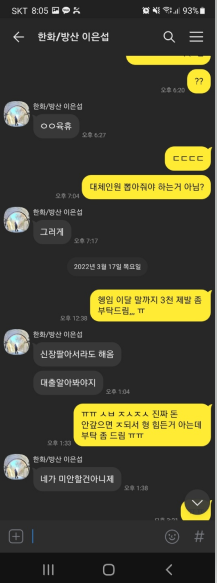 SKT 8:05
93%
한화/방산 이은섭
??
오후 6:20
한화/방산 이은섭
ㅇㅇ육휴
오후 6:37
ㄷㄷㄷㄷ
대체인원 뽑아줘야 하는거 아님?
오후 7:04
한화/방산 이은섭
그러게
오후 7:17
2022년 3월 17일 목요일
헹임 이달 말까지 3천 제발 좀
부탁드림,,, ㅠ
오후 12:38
한화/방산 이은섭
신장팔아서라도 해옴
대출알아봐야지
오후 1:04
ㅠㅠ ㅅㅂ ㅈㅅㅈㅅ 진짜 돈
안갚으면 ㅈ되서 형 힘든거 아는데
부탁 좀 드림 ㅠㅠ
오후 1:33
한화/방산 이은섭
네가 미안할건아니제
오후 1:38
#